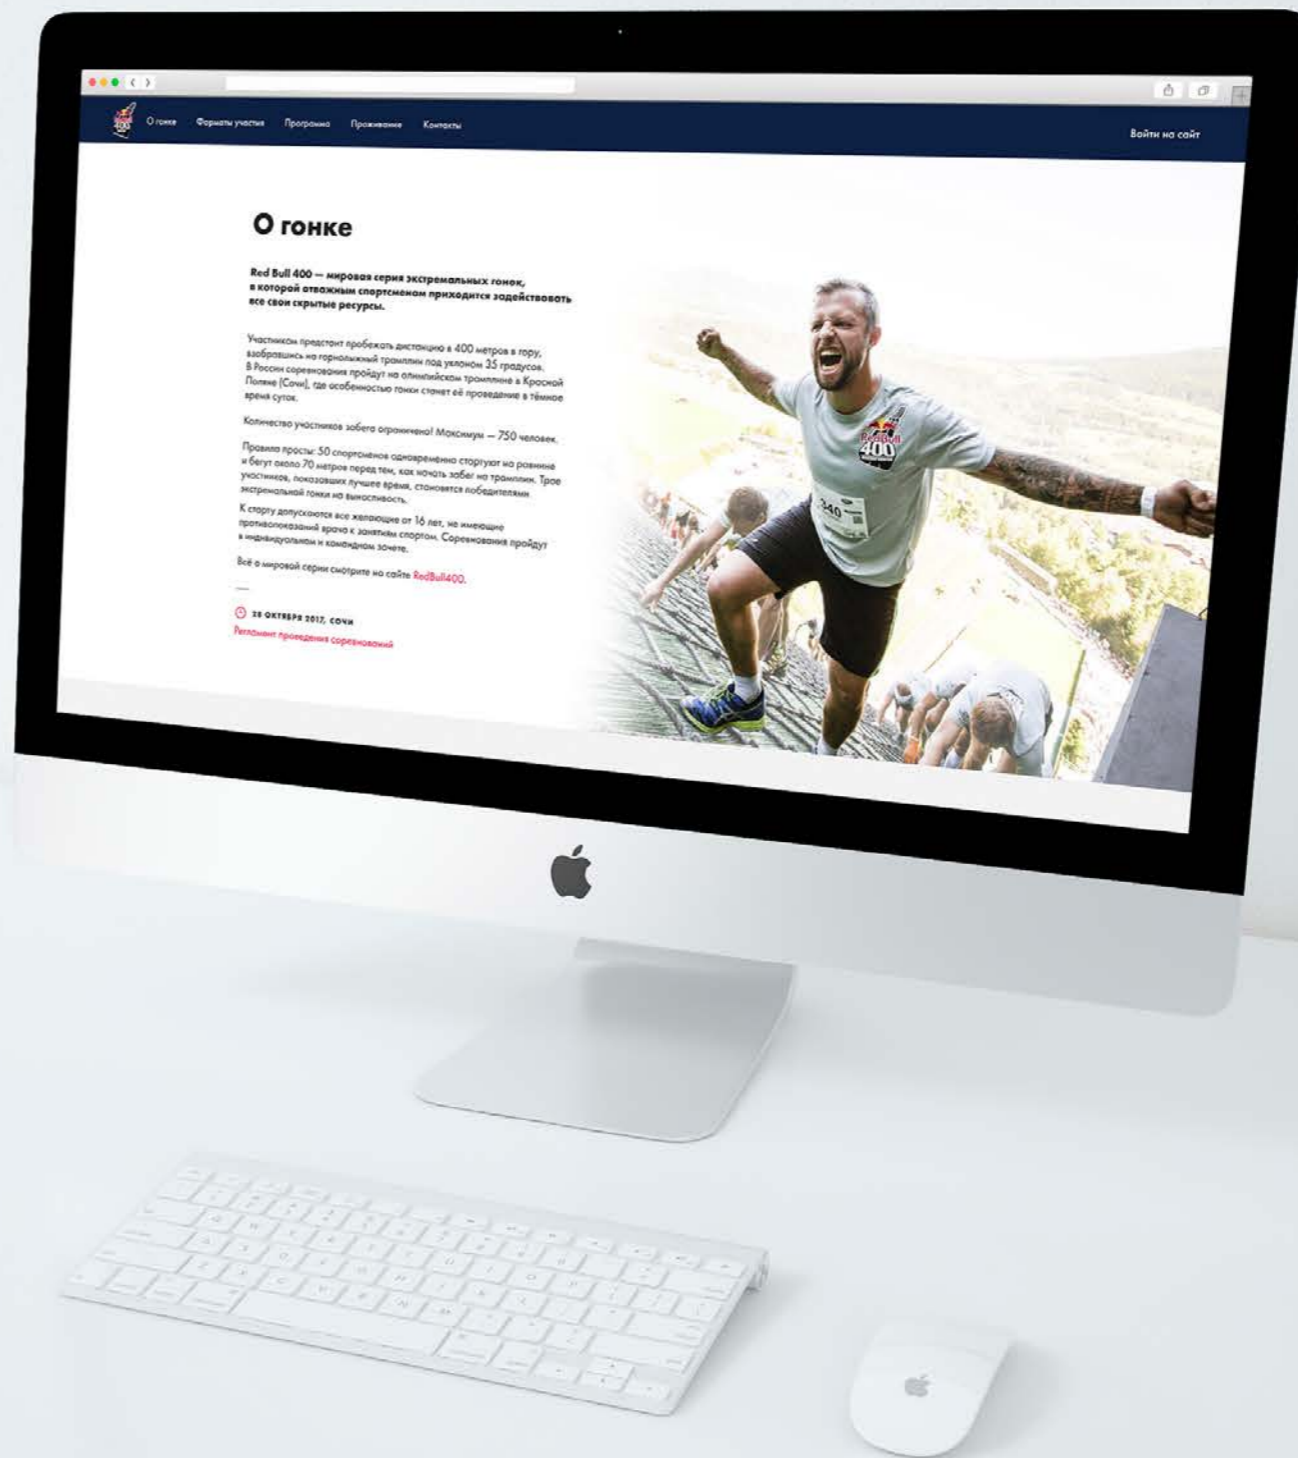 О гонке
Форматы участия
Программа
Проживание
Контакты
Войти на сайт
О гонке
Red Bull 400 — мировая серия экстремальных гонок,
в которой отважным спортсменам приходится задействовать
все свои скрытые ресурсы.
Участникам предстоит пробежать дистанцию в 400 метров в гору,
взобравшись на горнолыжный трамплин под уклоном 35 градусов.
В России соревнования пройдут на олимпийском трамплине в Красной
Поляне (Сочи), где особенностью гонки станет её проведение в тёмное
время суток.
Количество участников забега ограничено! Максимум — 750 человек.
Правила просты: 50 спортсменов одновременно стартуют на равнине
и бегут около 70 метров перед тем, как начать забег на трамплин. Трое
участников, показавших лучшее время, становятся победителями
экстремальной гонки на выносливость.
К старту допускаются все желающие от 16 лет, не имеющие
противопоказаний врача к занятиям спортом. Соревнования пройдут
в индивидуальном и командном зачете.
Всё о мировой серии смотрите на сайте RedBull400.
28 ОКТЯБРЯ 2017, СОЧИ
Регламент проведения соревнований
RedBull
400
340